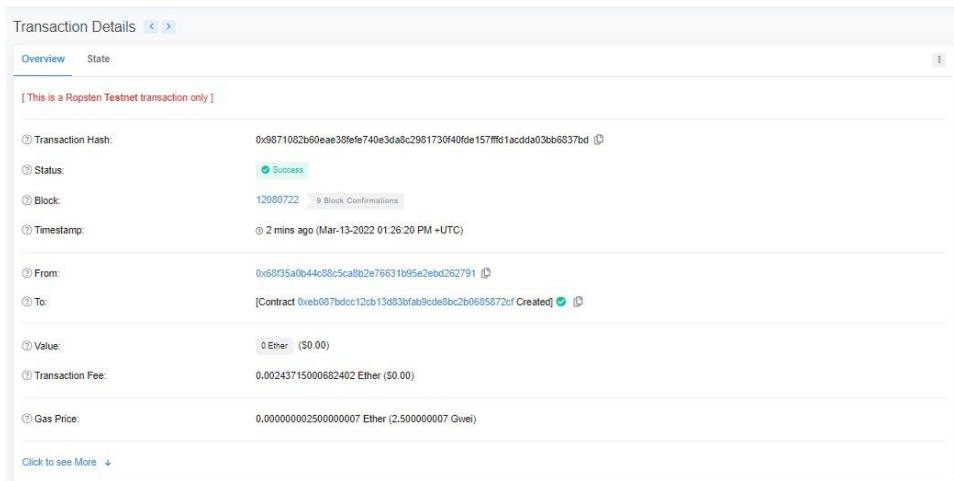 Transaction Details < >
Overview State
[ This is a Ropsten Testnet transaction only ]
Transaction Hash: 0x9871082b60eae38fefe740e3da8c2981730f40fde157fffd1acdda03bb6837bd
Status: Success
Block: 12080722 9 Block Confirmations
Timestamp: 2 mins ago (Mar-13-2022 01:26:20 PM +UTC)
From: 0x68f35a0b44c88c5ca8b2e76631b95e2ebd262791
To: [Contract 0xeb087bdcc12cb13d83bfab9cde8bc2b0685872cf Created]
Value: 0 Ether ($0.00)
Transaction Fee: 0.00243715000682402 Ether ($0.00)
Gas Price: 0.000000002500000007 Ether (2.500000007 Gwei)
Click to see More